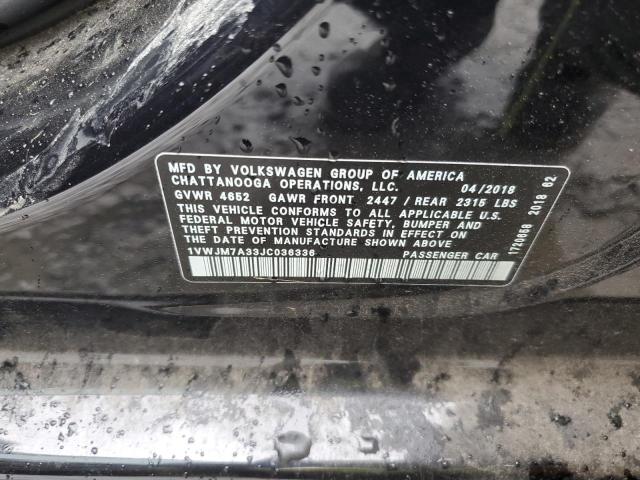 MFD BY VOLKSWAGEN GROUP OF AMERICA
CHATTANOOGA OPERATIONS, LLC. 04/2018
GVWR 4652 GAWR FRONT 2447 / REAR 2315 LBS
THIS VEHICLE CONFORMS TO ALL APPLICABLE U.S.
FEDERAL MOTOR VEHICLE SAFETY, BUMPER AND
THEFT PREVENTION STANDARDS IN EFFECT ON THE
DATE OF MANUFACTURE SHOWN ABOVE
1VWJM7A33JC036336 PASSENGER CAR
1720658 2018 62